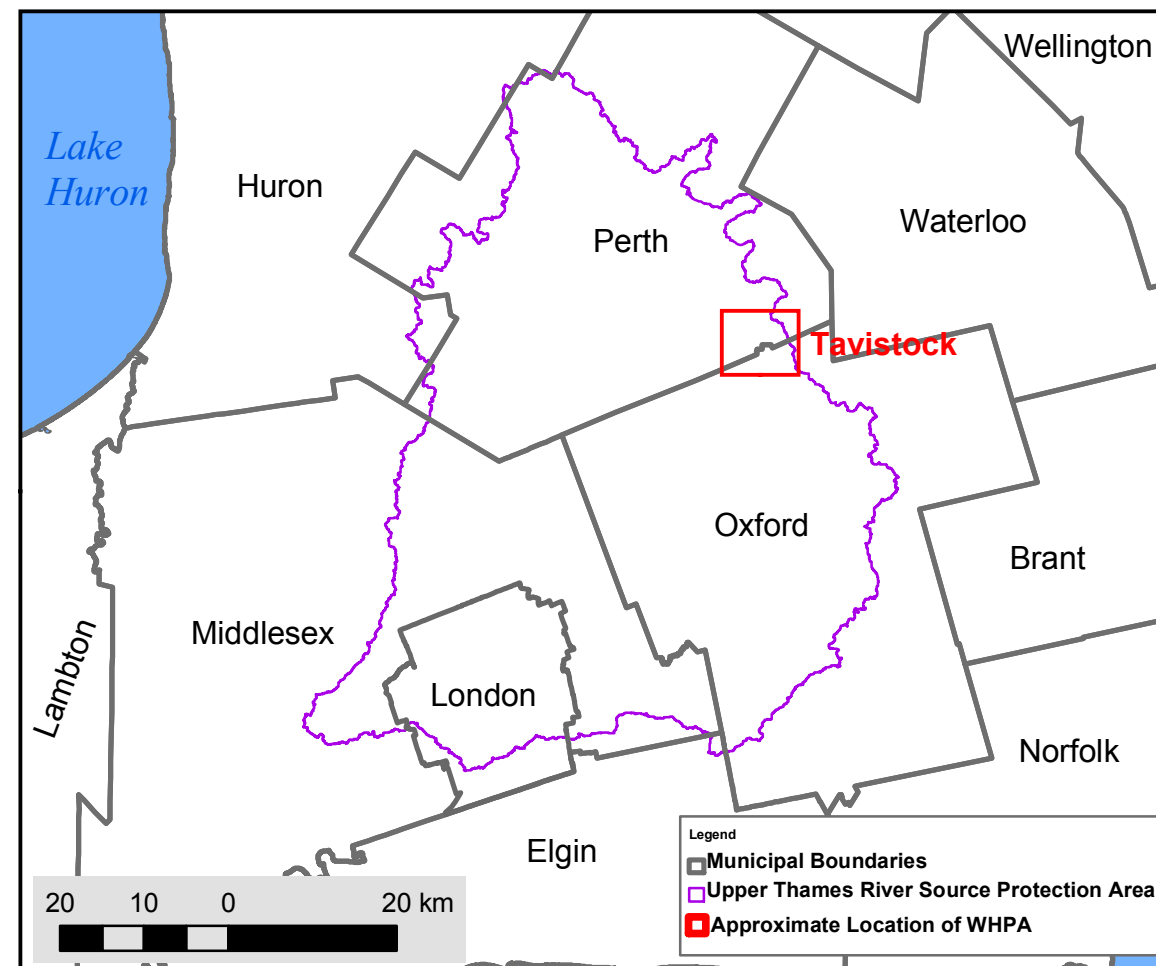 Wellington
Lake
Huron
Huron
Waterloo
Perth
Tavistock
Oxford
Brant
Middlesex
Lambton
London
Norfolk
Elgin
Legend
Municipal Boundaries
Upper Thames River Source Protection Area
Approximate Location of WHPA
20 10 0 20 km